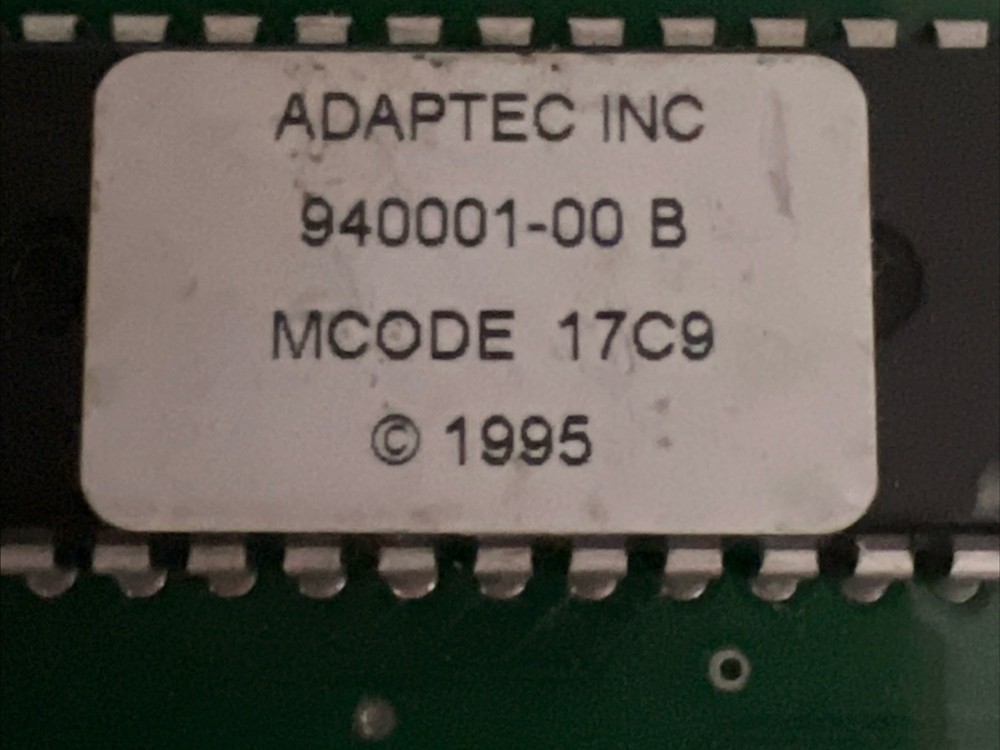 ADAPTEC INC
940001-00 B
MCODE 17C9
© 1995